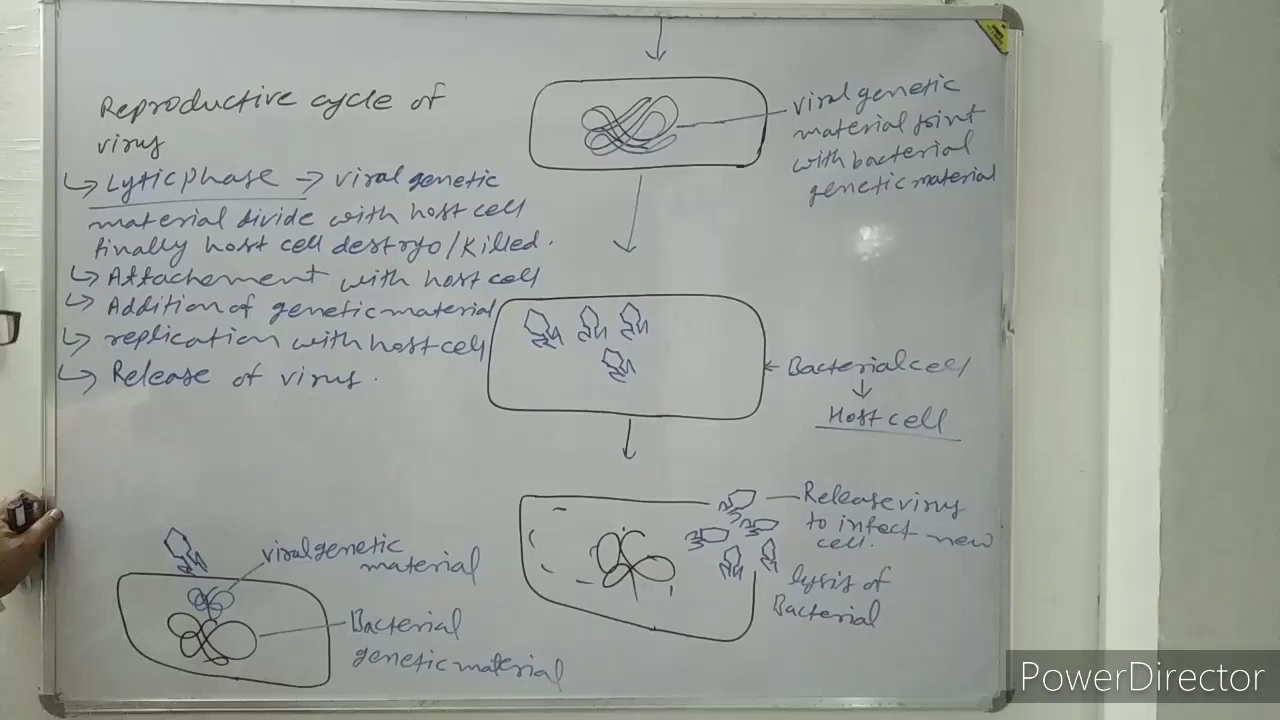 Reproductive cycle of
virus
↳ Lytic phase → viral genetic
material divide with host cell
finally host cell destryo/Killed.
↳ Attachement with host cell
↳ Addition of genetic material
↳ replication with host cell
↳ Release of virus.
viral genetic
material joint
with bacterial
genetic material
← Bacterial cell
↓
Host cell
Release virus
to infect new
cell.
lysis of
Bacterial
viral genetic
material
Bacterial
genetic material
PowerDirector